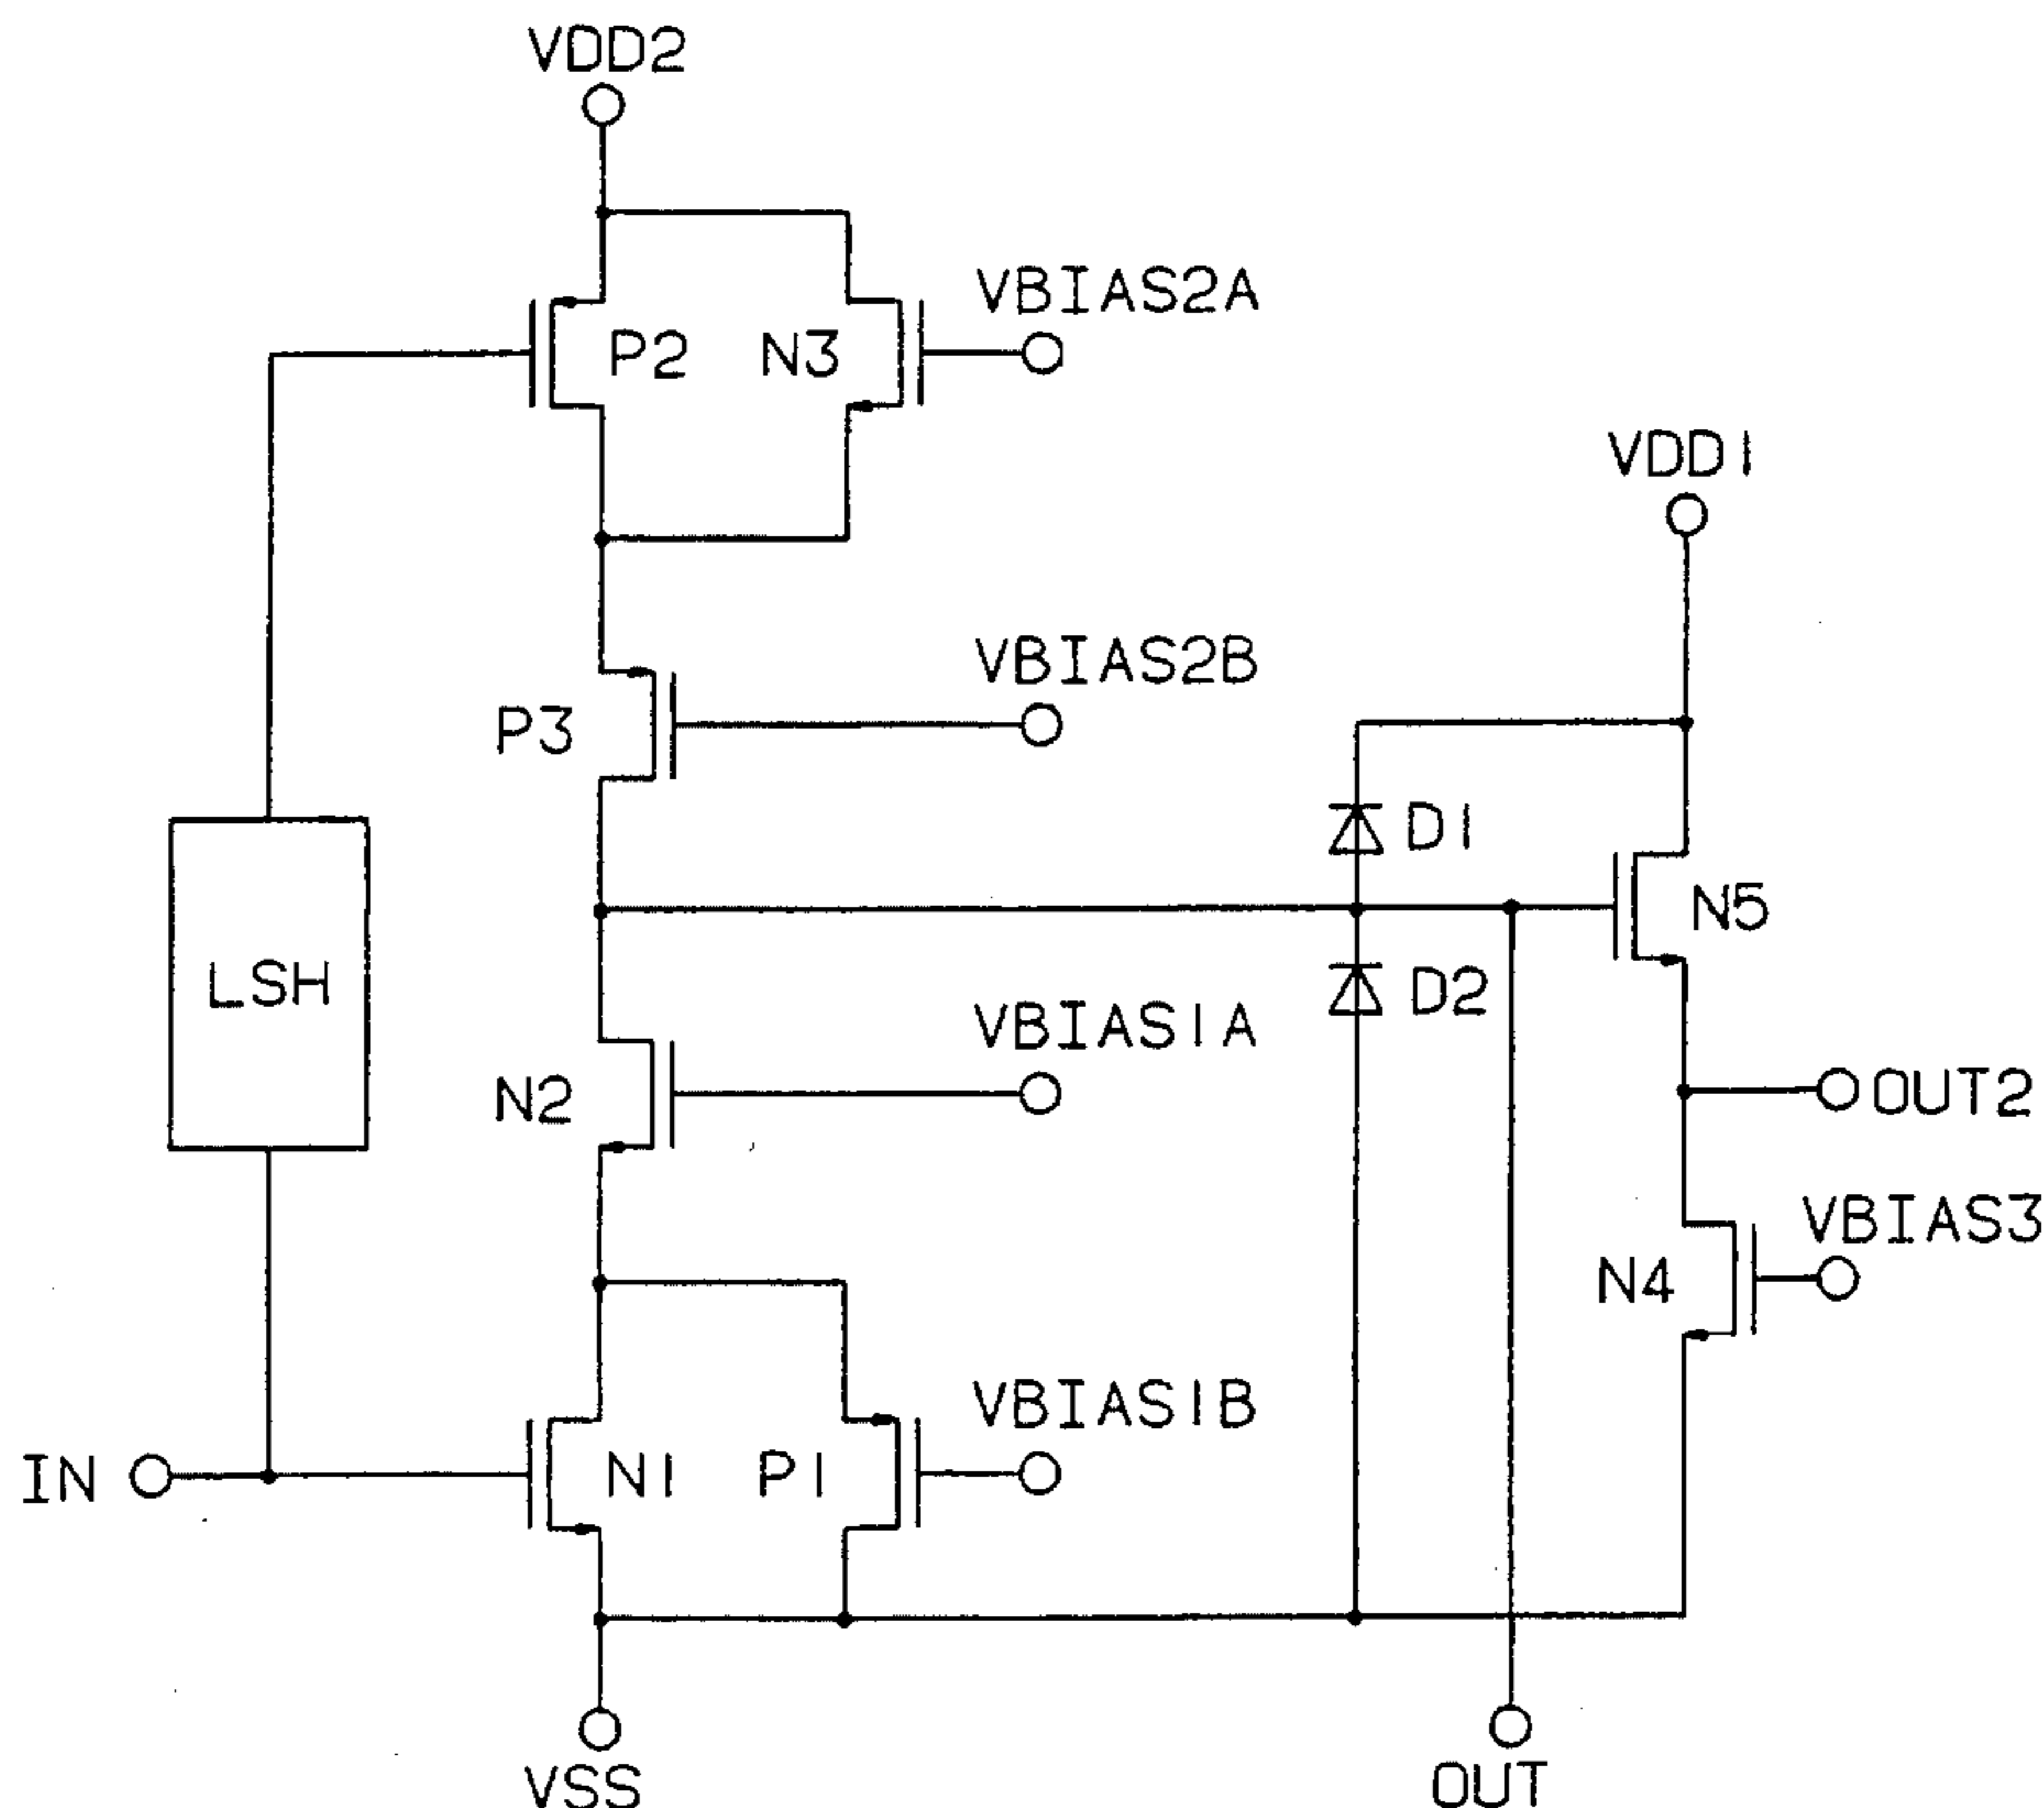 VDD2
VBIAS2A
P2
N3
VDD1
VBIAS2B
P3
D1
N5
LSH
D2
VBIAS1A
N2
OUT2
VBIAS3
N4
VBIAS1B
IN
N1
P1
VSS
OUT